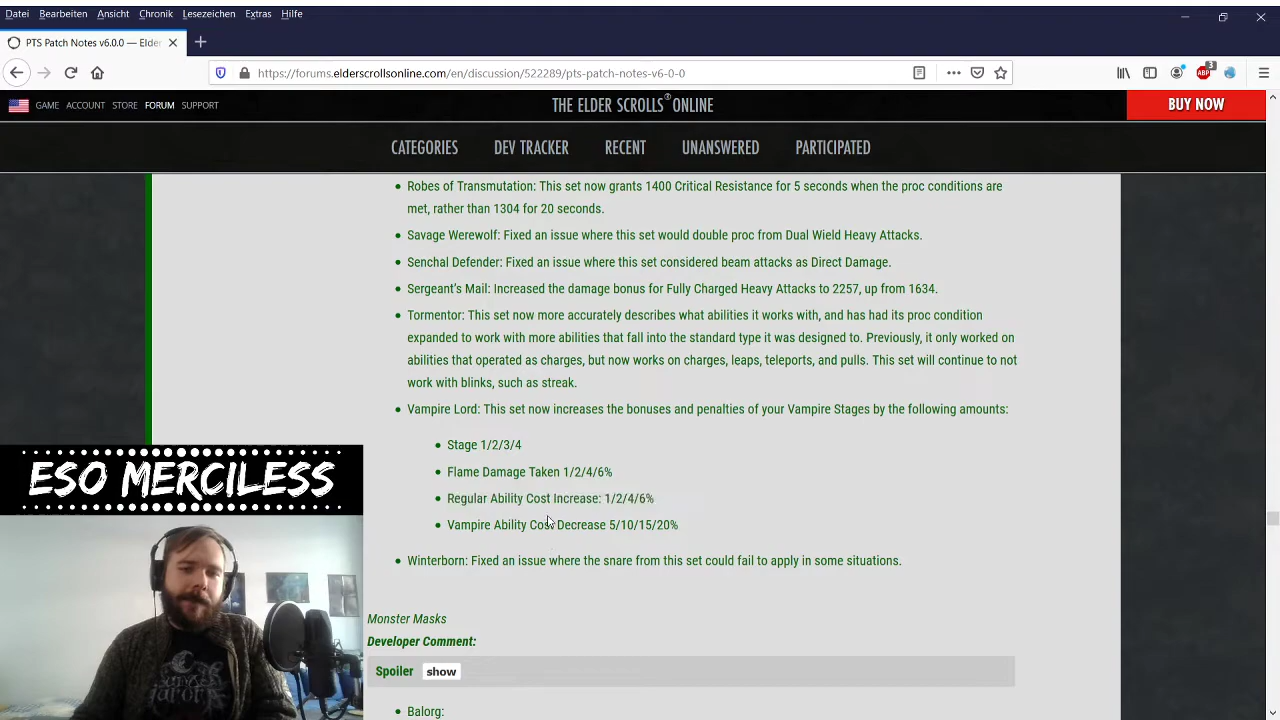 Datei Bearbeiten Ansicht Chronik Lesezeichen Extras Hilfe
PTS Patch Notes v6.0.0 — Elder
https://forums.elderscrollsonline.com/en/discussion/522289/pts-patch-notes-v6-0-0
ABP 3
GAME ACCOUNT STORE FORUM SUPPORT
THE ELDER SCROLLS ONLINE
BUY NOW
CATEGORIES DEV TRACKER RECENT UNANSWERED PARTICIPATED
• Robes of Transmutation: This set now grants 1400 Critical Resistance for 5 seconds when the proc conditions are
met, rather than 1304 for 20 seconds.
• Savage Werewolf: Fixed an issue where this set would double proc from Dual Wield Heavy Attacks.
• Senchal Defender: Fixed an issue where this set considered beam attacks as Direct Damage.
• Sergeant's Mail: Increased the damage bonus for Fully Charged Heavy Attacks to 2257, up from 1634.
• Tormentor: This set now more accurately describes what abilities it works with, and has had its proc condition
expanded to work with more abilities that fall into the standard type it was designed to. Previously, it only worked on
abilities that operated as charges, but now works on charges, leaps, teleports, and pulls. This set will continue to not
work with blinks, such as streak.
• Vampire Lord: This set now increases the bonuses and penalties of your Vampire Stages by the following amounts:
• Stage 1/2/3/4
• Flame Damage Taken 1/2/4/6%
• Regular Ability Cost Increase: 1/2/4/6%
• Vampire Ability Cost Decrease 5/10/15/20%
• Winterborn: Fixed an issue where the snare from this set could fail to apply in some situations.
ESO MERCILESS
Monster Masks
Developer Comment:
Spoiler show
• Balorg: